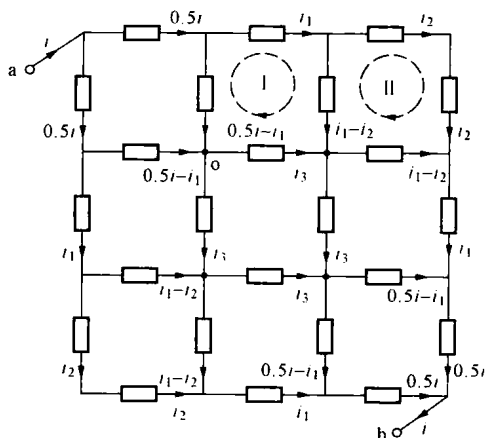 0.5i i₁ i₂
i
a
I II
0.5i 0.5i−i₁ i₁−i₂ i₂
o
0.5i−i₁ i₃ i₁−i₂
i₁ i₃ i₃ i₁
i₁−i₂ i₃ 0.5i−i₁
i₂ i₁−i₂ 0.5i−i₁ 0.5i
i₂ i₁ 0.5i
b i